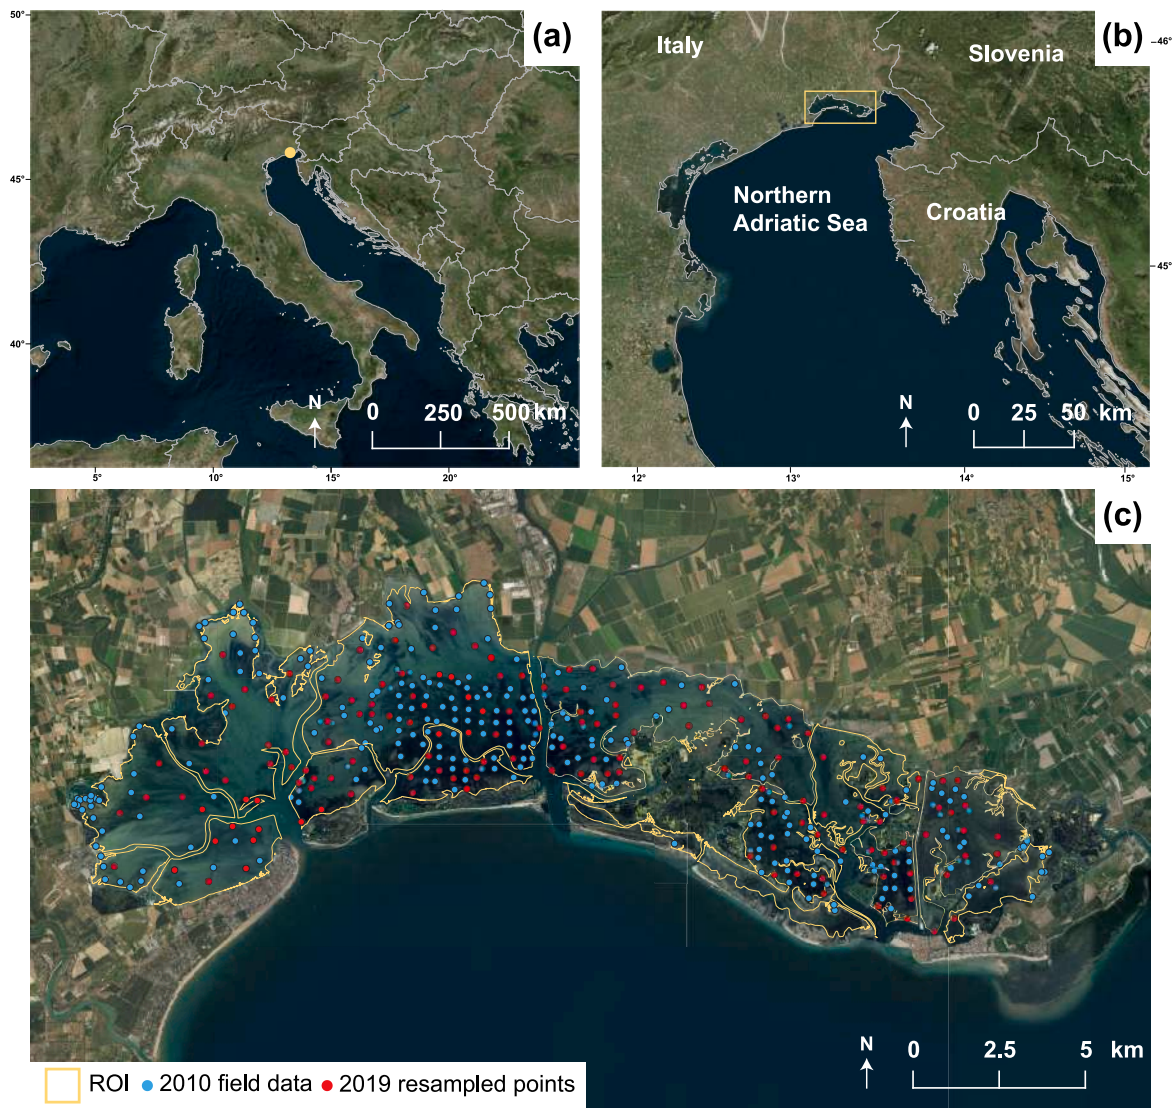 50°
(a)
45°
40°
N
0 250 500 km
5° 10° 15° 20°
(b)
Italy
Slovenia
46°
Northern
Adriatic Sea
Croatia
45°
N
0 25 50 km
12° 13° 14° 15°
(c)
N
0 2.5 5 km
ROI 2010 field data 2019 resampled points